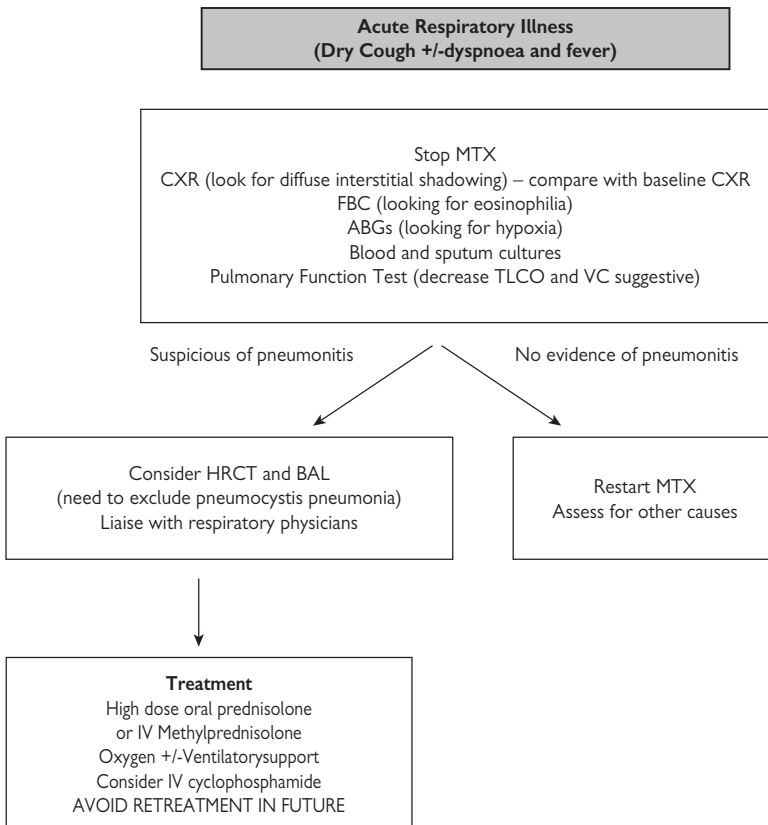 Acute Respiratory Illness
(Dry Cough +/-dyspnoea and fever)
Stop MTX
CXR (look for diffuse interstitial shadowing) – compare with baseline CXR
FBC (looking for eosinophilia)
ABGs (looking for hypoxia)
Blood and sputum cultures
Pulmonary Function Test (decrease TLCO and VC suggestive)
Suspicious of pneumonitis
No evidence of pneumonitis
Consider HRCT and BAL
(need to exclude pneumocystis pneumonia)
Liaise with respiratory physicians
Restart MTX
Assess for other causes
Treatment
High dose oral prednisolone
or IV Methylprednisolone
Oxygen +/-Ventilatorysupport
Consider IV cyclophosphamide
AVOID RETREATMENT IN FUTURE